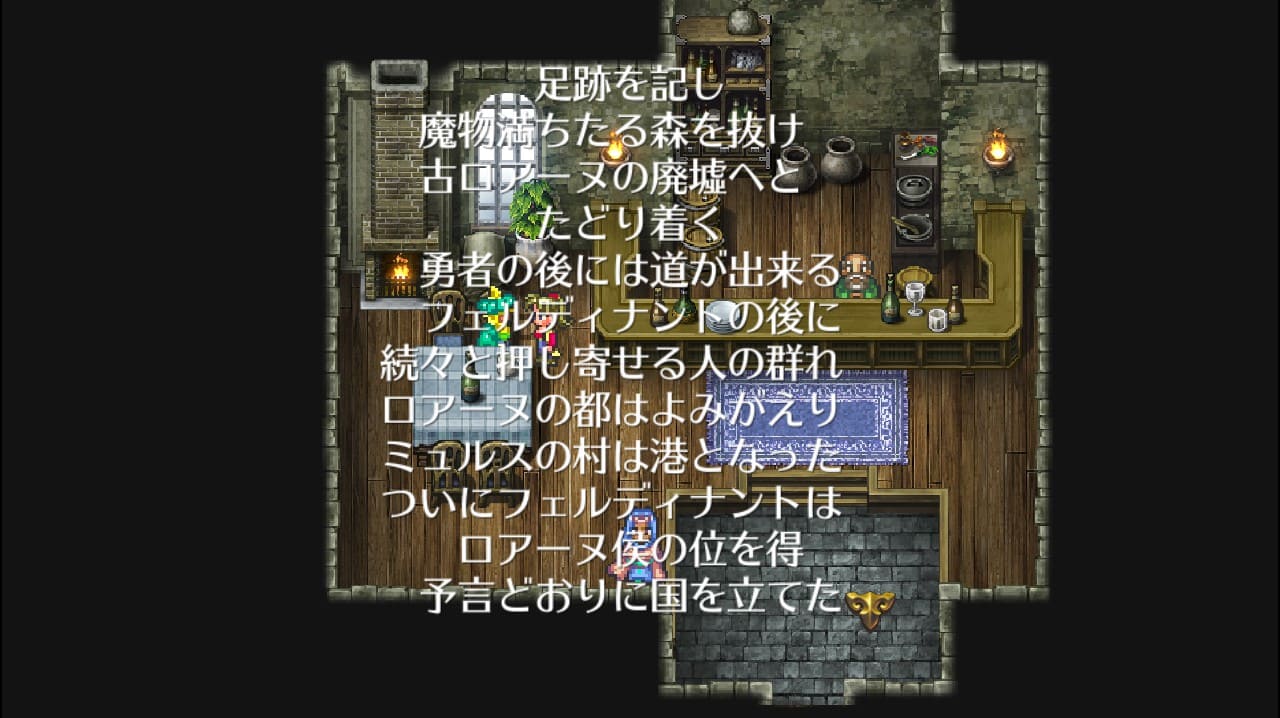 足跡を記し
魔物満ちたる森を抜け
古ロアーヌの廃墟へと
たどり着く
勇者の後には道が出来る
フェルディナントの後に
続々と押し寄せる人の群れ
ロアーヌの都はよみがえり
ミュルスの村は港となった
ついにフェルディナントは
ロアーヌ侯の位を得
予言どおりに国を立てた